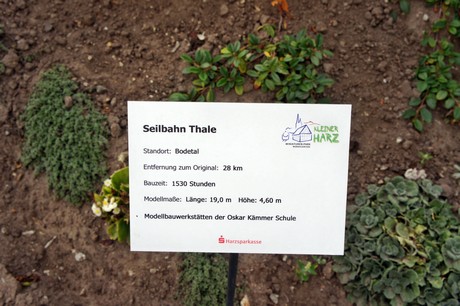 Seilbahn Thale
KLEINER
HARZ
Standort: Bodetal
Entfernung zum Original: 28 km
Bauzeit: 1530 Stunden
Modellmaße: Länge: 19,0 m Höhe: 4,60 m
Modellbauwerkstätten der Oskar Kämmer Schule
Harzsparkasse